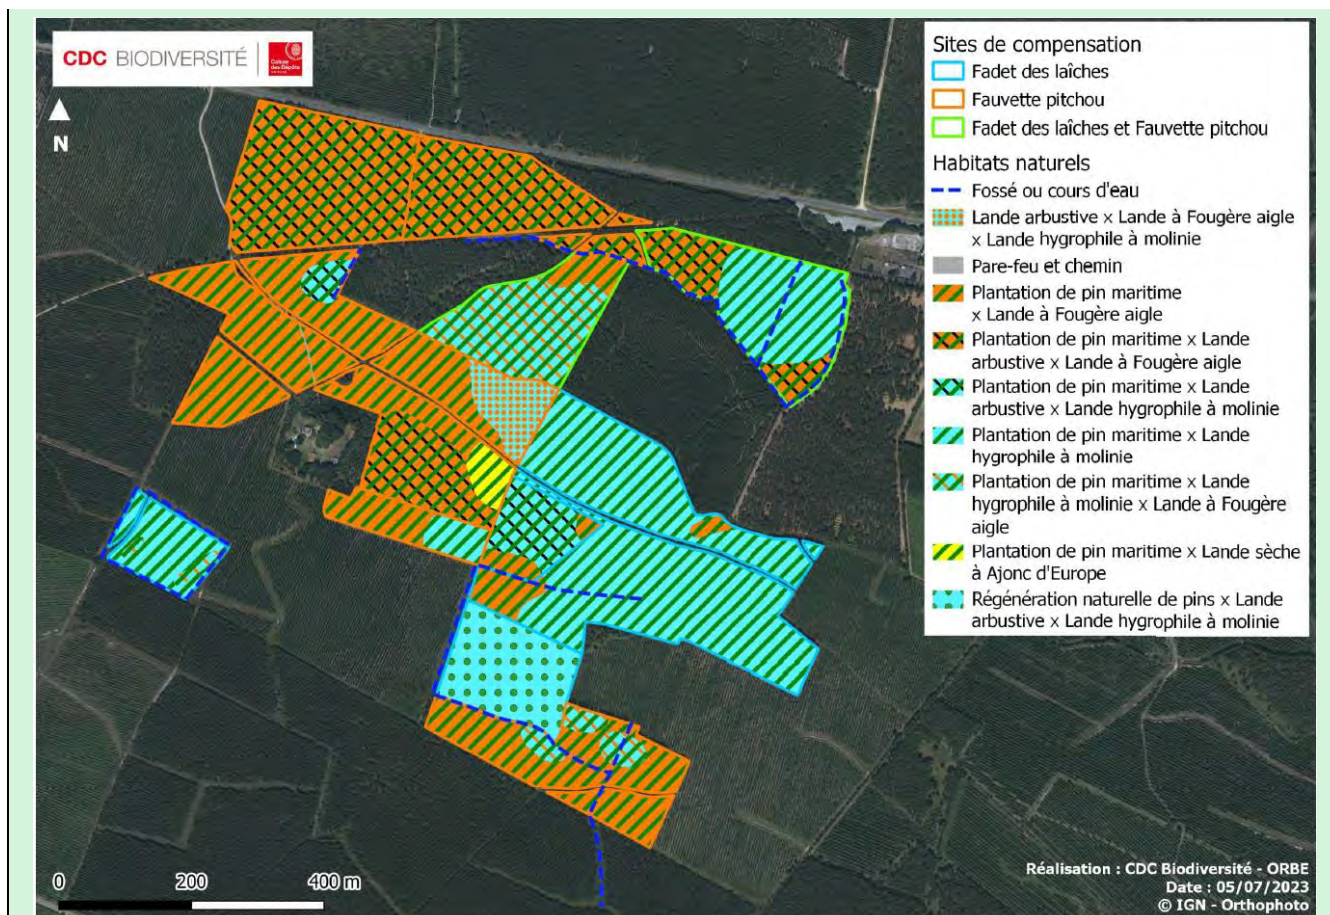 CDC BIODIVERSITÉ
Caisse
des Dépôts
N
Sites de compensation
Fadet des laîches
Fauvette pitchou
Fadet des laîches et Fauvette pitchou
Habitats naturels
Fossé ou cours d'eau
Lande arbustive x Lande à Fougère aigle
x Lande hygrophile à molinie
Pare-feu et chemin
Plantation de pin maritime
x Lande à Fougère aigle
Plantation de pin maritime x Lande
arbustive x Lande à Fougère aigle
Plantation de pin maritime x Lande
arbustive x Lande hygrophile à molinie
Plantation de pin maritime x Lande
hygrophile à molinie
Plantation de pin maritime x Lande
hygrophile à molinie x Lande à Fougère
aigle
Plantation de pin maritime x Lande sèche
à Ajonc d'Europe
Régénération naturelle de pins x Lande
arbustive x Lande hygrophile à molinie
0 200 400 m
Réalisation : CDC Biodiversité - ORBE
Date : 05/07/2023
© IGN - Orthophoto